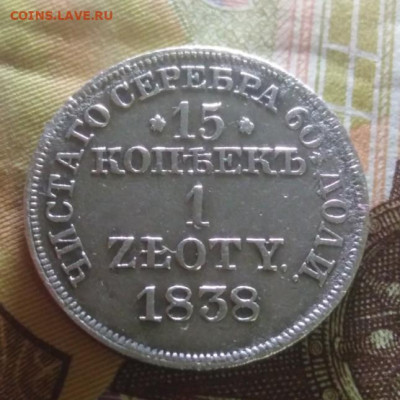 COINS.LAVE.RU
ЧИСТАГО СЕРЕБРА 60 ДОЛИ.
* 15 *
КОПѢЕКЪ
1
ZŁOTY.
1838